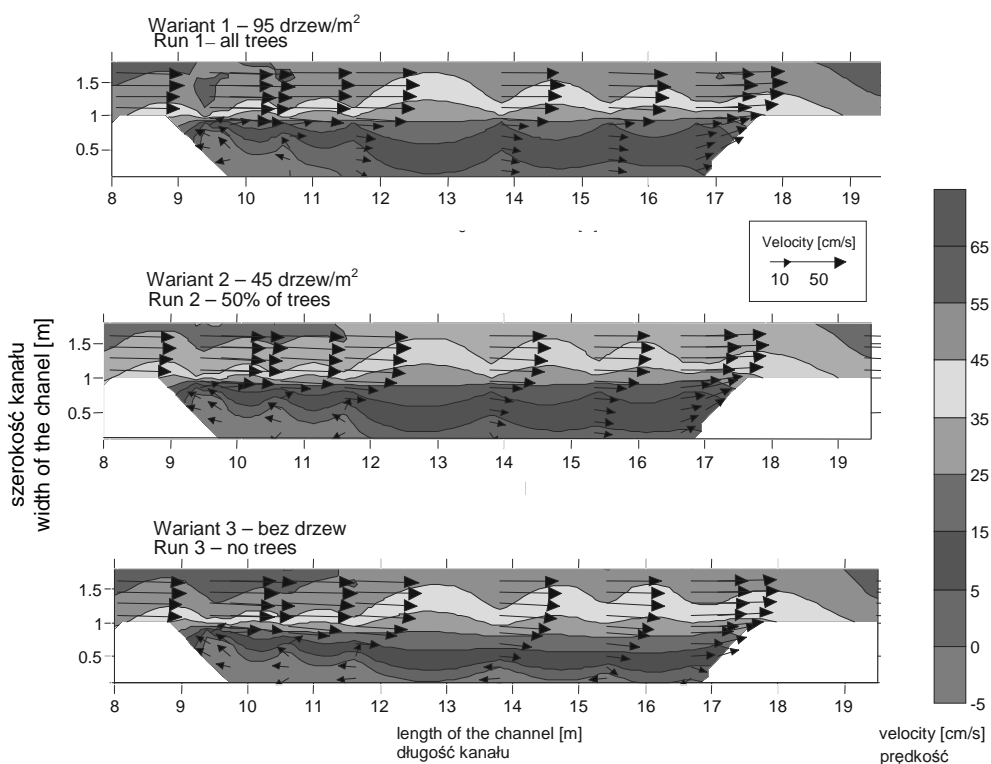 Wariant 1 – 95 drzew/m²
Run 1– all trees
1.5
1
0.5
8 9 10 11 12 13 14 15 16 17 18 19
Velocity [cm/s]
10 50
Wariant 2 – 45 drzew/m²
Run 2 – 50% of trees
1.5
1
0.5
8 9 10 11 12 13 14 15 16 17 18 19
szerokość kanału
width of the chanel [m]
Wariant 3 – bez drzew
Run 3 – no trees
1.5
1
0.5
8 9 10 11 12 13 14 15 16 17 18 19
length of the channel [m]
długość kanału
65
55
45
35
25
15
5
0
-5
velocity [cm/s]
prędkość